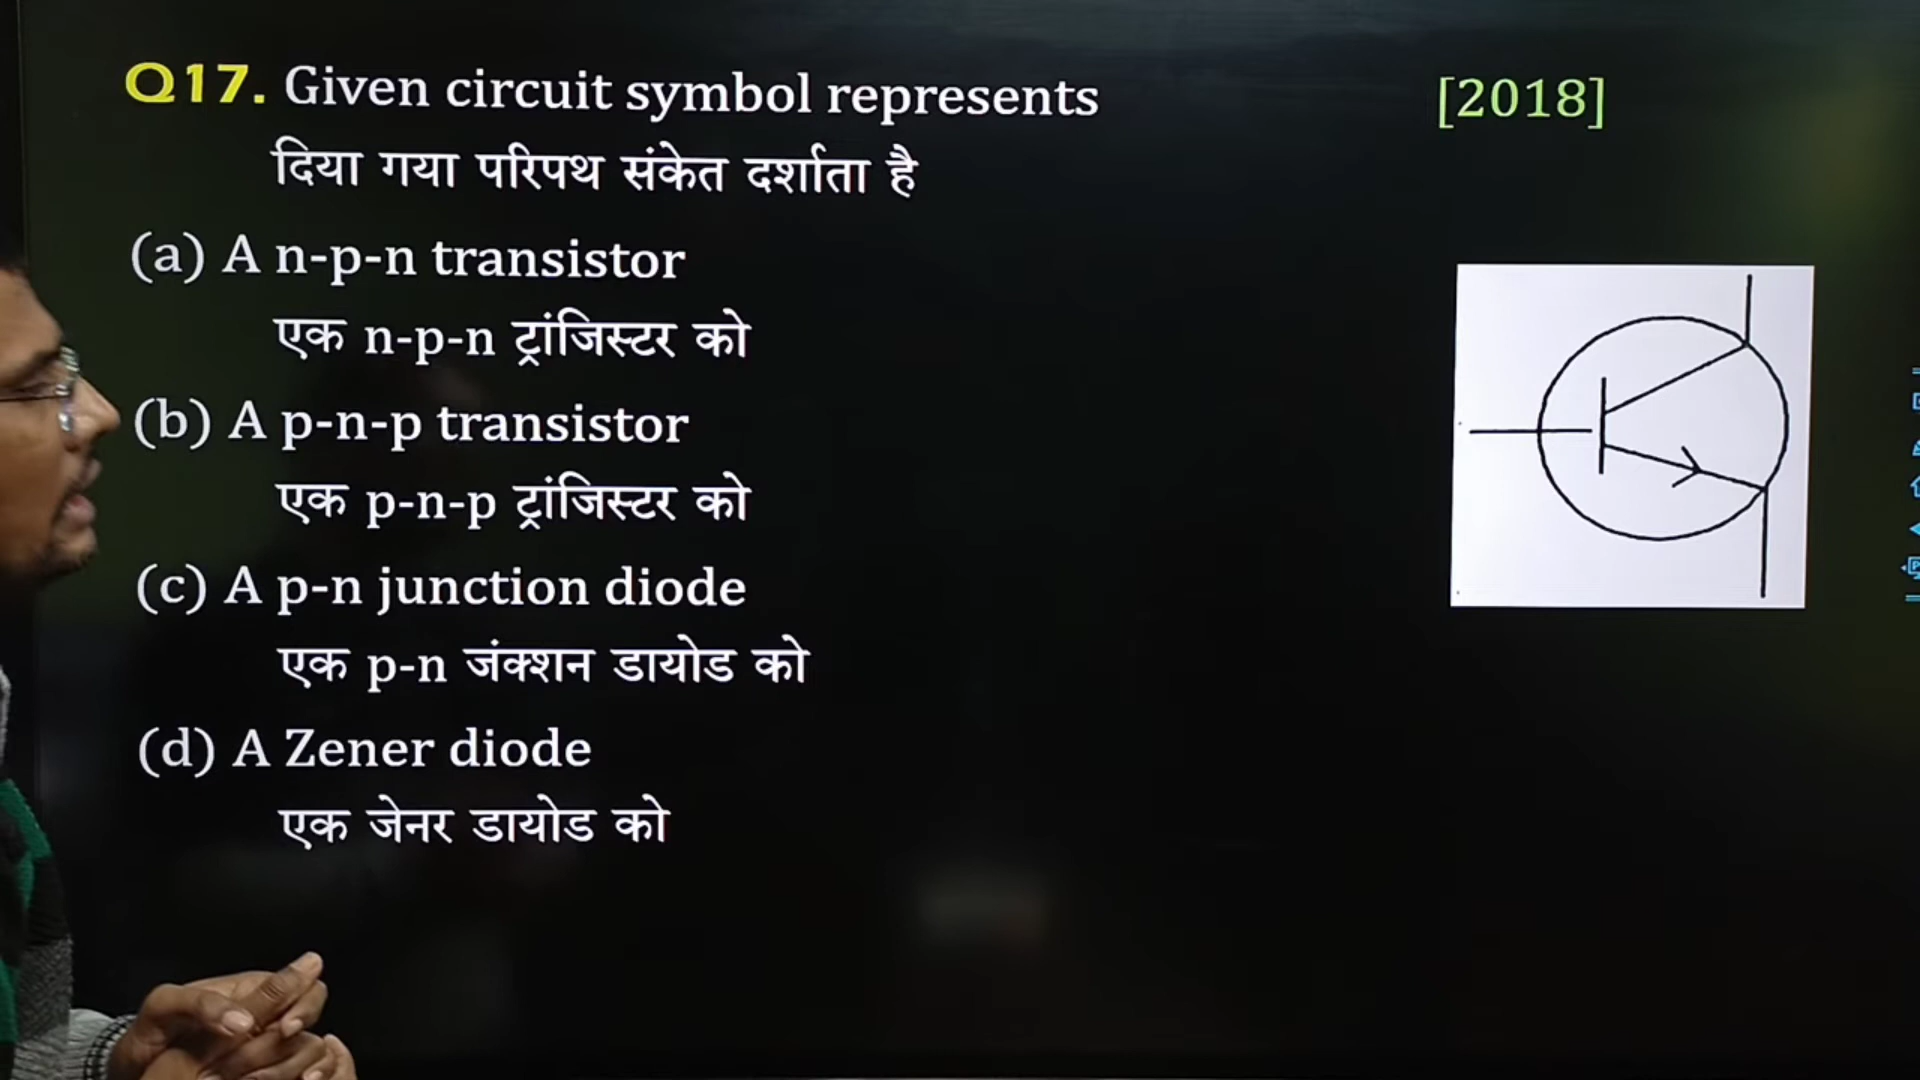 Q17. Given circuit symbol represents [2018]
दिया गया परिपथ संकेत दर्शाता है
(a) A n-p-n transistor
एक n-p-n ट्रांजिस्टर को
(b) A p-n-p transistor
एक p-n-p ट्रांजिस्टर को
(c) A p-n junction diode
एक p-n जंक्शन डायोड को
(d) A Zener diode
एक जेनर डायोड को